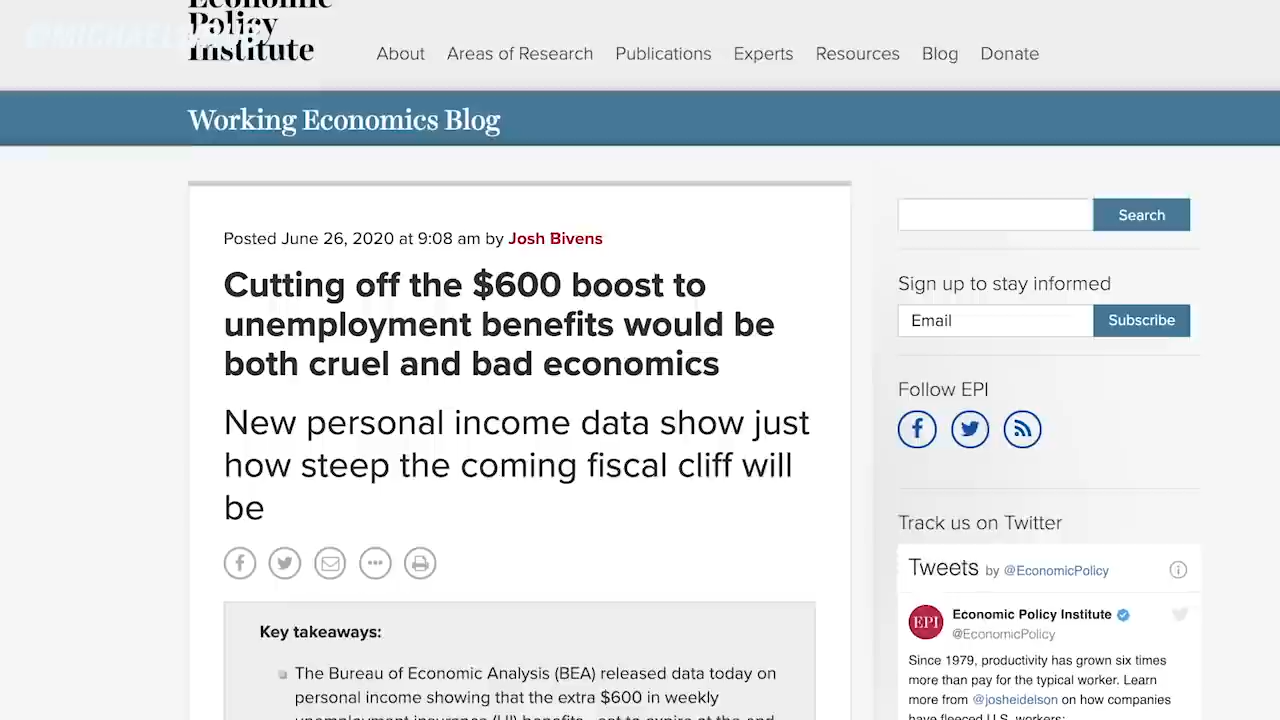 Economic
Policy
Institute
@MICHAEL
About Areas of Research Publications Experts Resources Blog Donate
Working Economics Blog
Posted June 26, 2020 at 9:08 am by Josh Bivens
Cutting off the $600 boost to
unemployment benefits would be
both cruel and bad economics
New personal income data show just
how steep the coming fiscal cliff will
be
Key takeaways:
The Bureau of Economic Analysis (BEA) released data today on
personal income showing that the extra $600 in weekly
unemployment insurance (UI) benefits—set to expire at the end
Search
Sign up to stay informed
Email Subscribe
Follow EPI
Track us on Twitter
Tweets by @EconomicPolicy
EPI
Economic Policy Institute
@EconomicPolicy
Since 1979, productivity has grown six times
more than pay for the typical worker. Learn
more from @josheidelson on how companies
have fleeced U.S. workers: